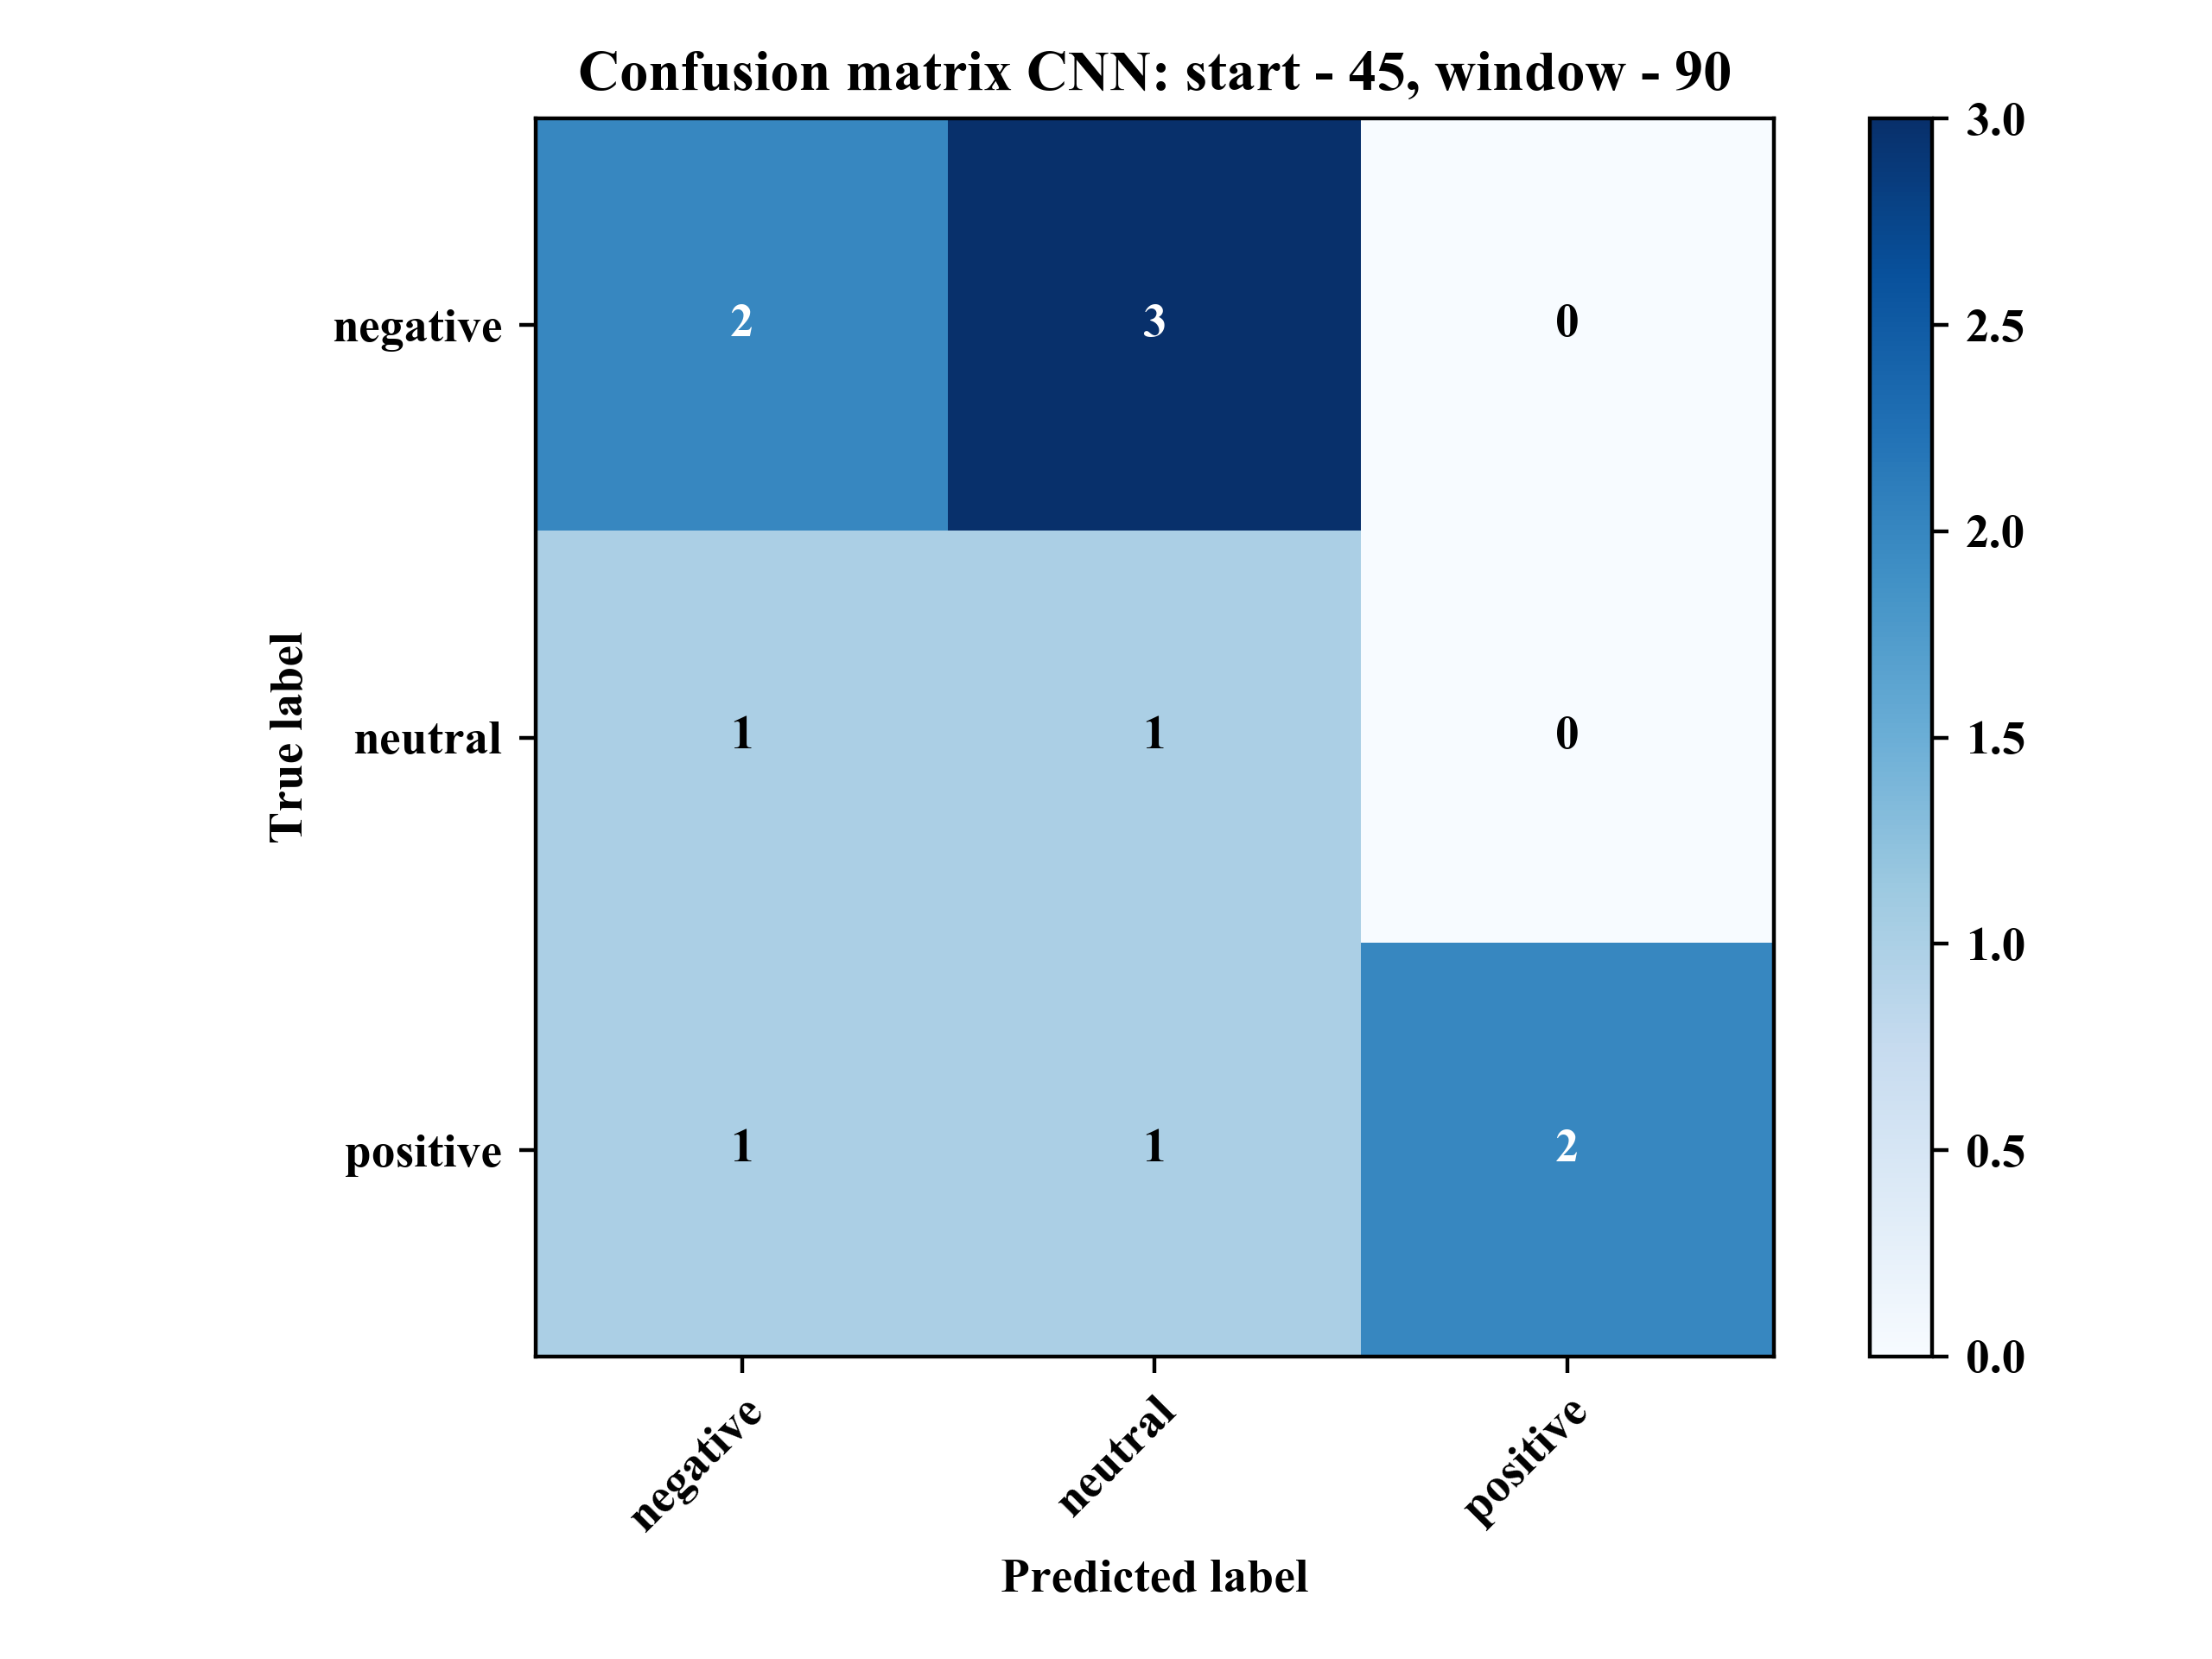 Confusion matrix CNN: start - 45, window - 90
3.0
2.5
2.0
1.5
1.0
0.5
0.0
True label
negative
2 3 0
neutral
1 1 0
positive
1 1 2
negative neutral positive
Predicted label